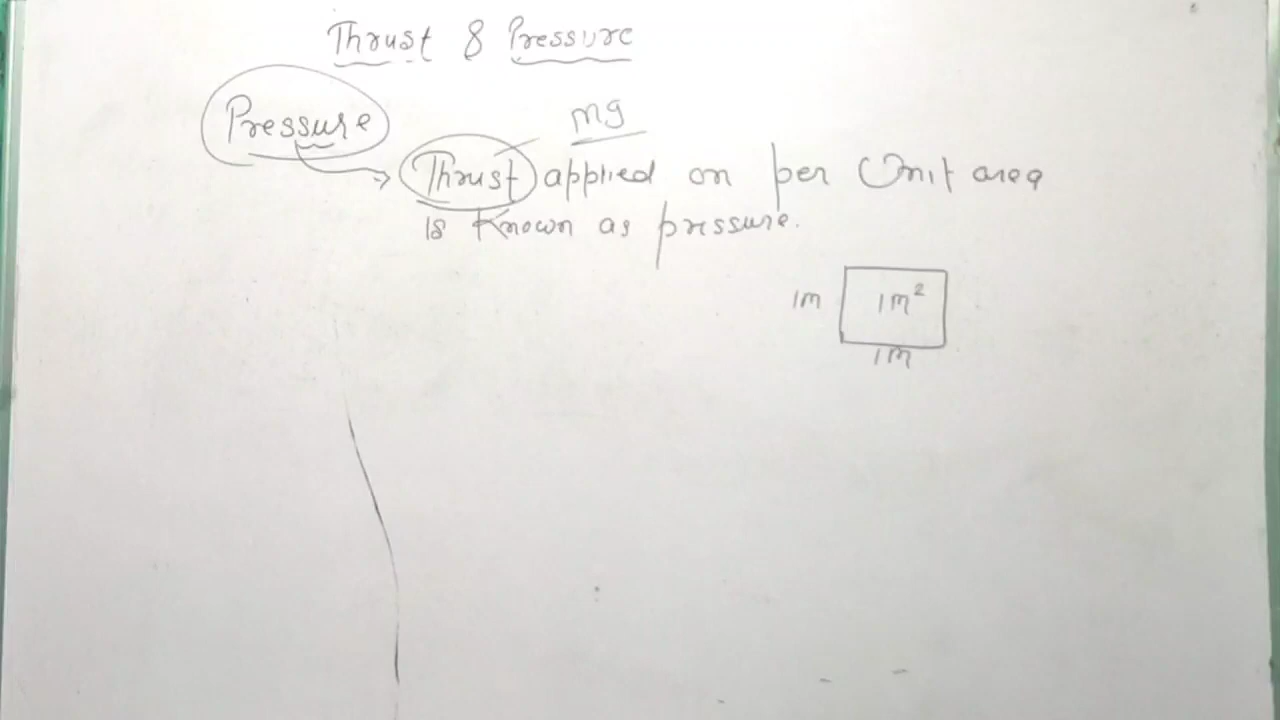 Thrust & Pressure
Pressure
mg
Thrust applied on per Unit area
is Known as pressure.
1m
1m²
1m